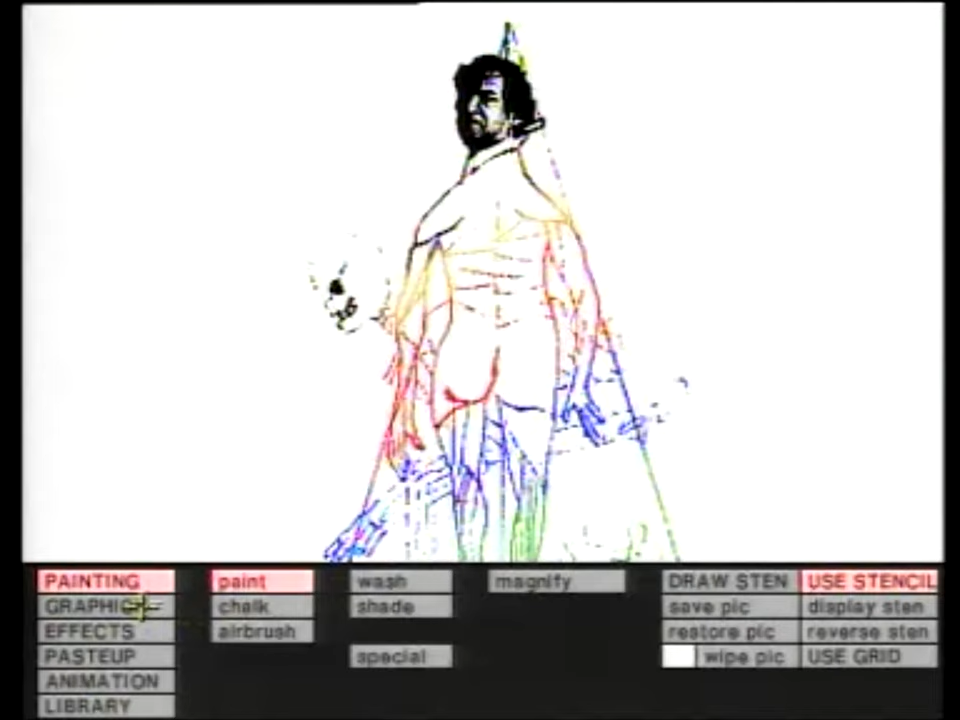 PAINTING paint wash magnify DRAW STEN USE STENCIL
GRAPHIC chalk shade save pic display sten
EFFECTS airbrush restore pic reverse sten
PASTEUP special wipe pic USE GRID
ANIMATION
LIBRARY